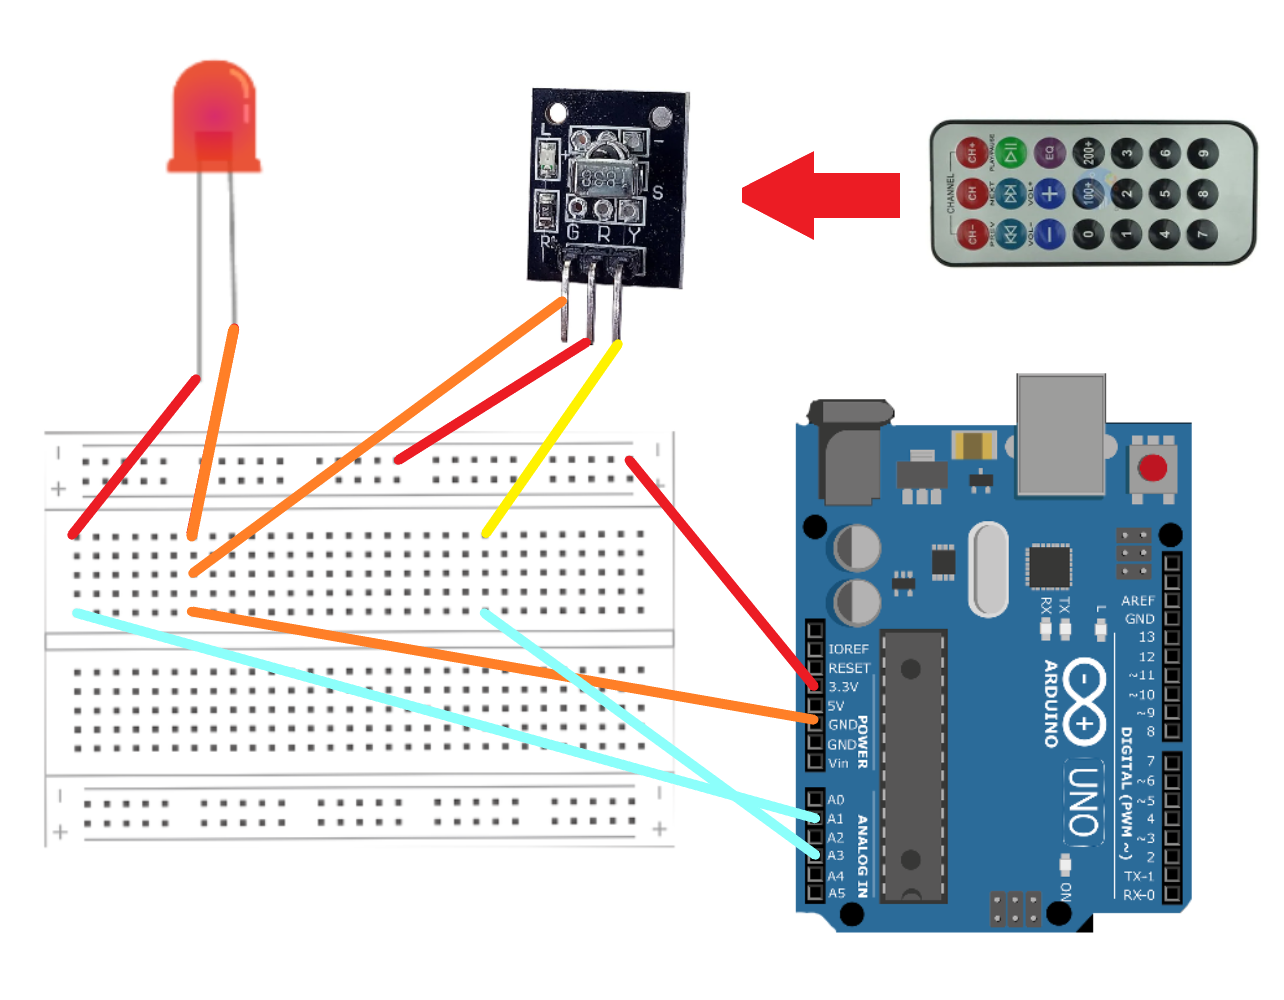 L
+
-
888
S
G R Y
R1
CHANNEL
CH+
CH
CH-
PLAY/PAUSE
NEXT
PREV
VOL+
VOL-
EQ
+
-
200+
100+
0
3
2
1
6
5
4
9
8
7
-
+
-
+
-
+
-
+
IOREF
RESET
3.3V
5V
GND
GND
Vin
POWER
A0
A1
A2
A3
A4
A5
ANALOG IN
RX
TX
L
ARDUINO
- +
UNO
ON
AREF
GND
13
12
~11
~10
~9
8
7
~6
~5
4
~3
2
TX-1
RX-0
DIGITAL (PWM ~)